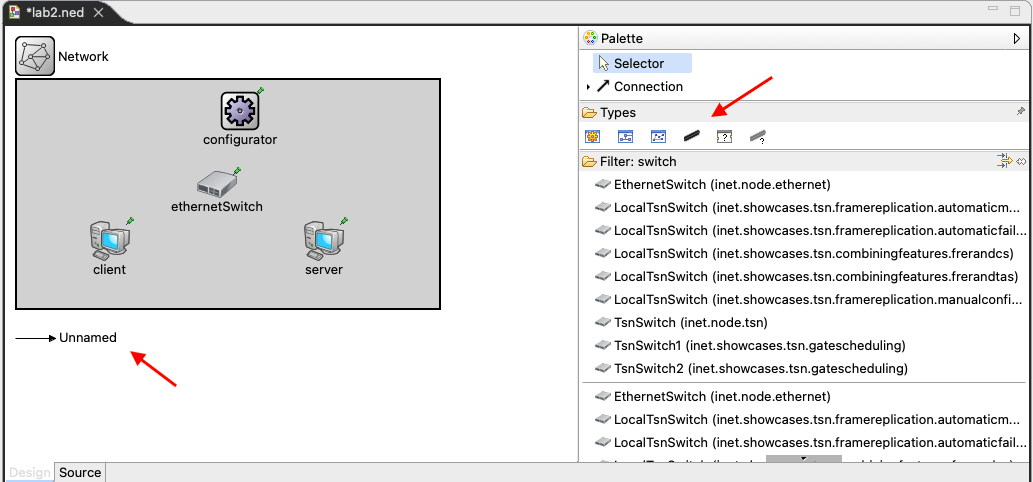 *lab2.ned
Network
configurator
ethernetSwitch
client
server
Unnamed
Design
Source
Palette
Selector
Connection
Types
?
?
Filter: switch
EthernetSwitch (inet.node.ethernet)
LocalTsnSwitch (inet.showcases.tsn.framereplication.automaticm...
LocalTsnSwitch (inet.showcases.tsn.framereplication.automaticfail...
LocalTsnSwitch (inet.showcases.tsn.combiningfeatures.frerandcs)
LocalTsnSwitch (inet.showcases.tsn.combiningfeatures.frerandtas)
LocalTsnSwitch (inet.showcases.tsn.framereplication.manualconfi...
TsnSwitch (inet.node.tsn)
TsnSwitch1 (inet.showcases.tsn.gatescheduling)
TsnSwitch2 (inet.showcases.tsn.gatescheduling)
EthernetSwitch (inet.node.ethernet)
LocalTsnSwitch (inet.showcases.tsn.framereplication.automaticm...
LocalTsnSwitch (inet.showcases.tsn.framereplication.automaticfail...